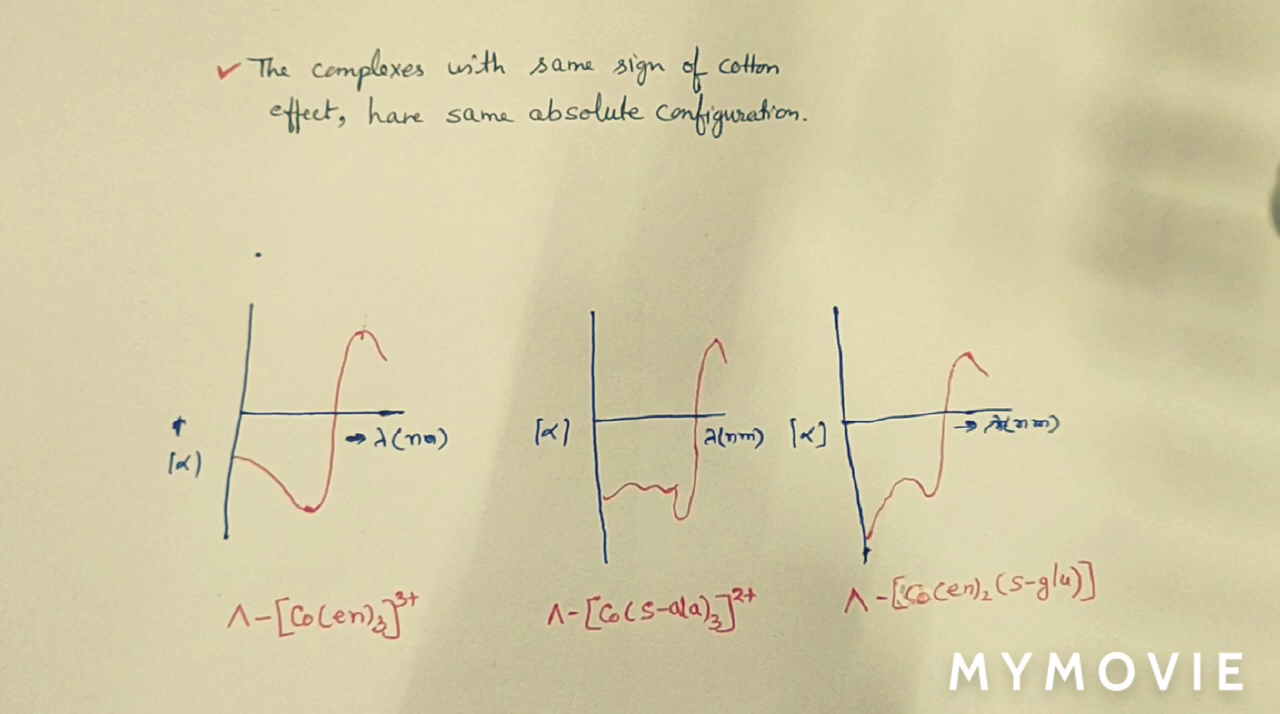 ✓ The complexes with same sign of cotton
effect, have same absolute configuration.
[α] → λ(nm)
[α] λ(nm)
[α] → λ(nm)
Λ-[Co(en)₃]³⁺
Λ-[Co(S-ala)₃]²⁺
Λ-[Co(en)₂(S-glu)]
MYMOVIE